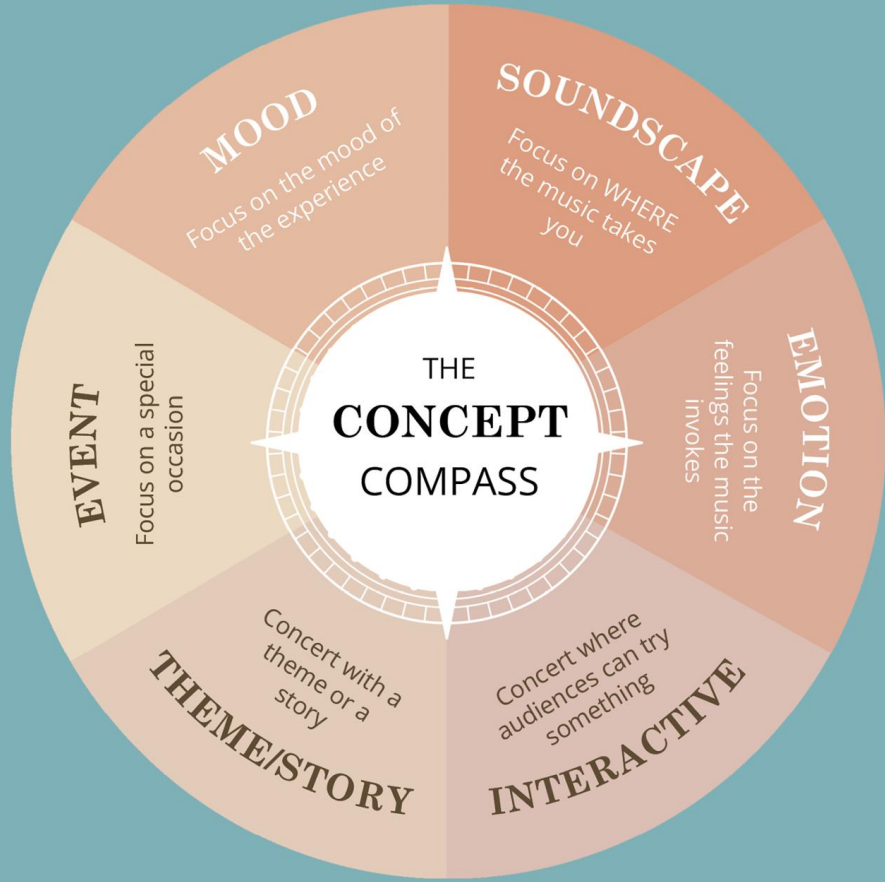 THE
CONCEPT
COMPASS
MOOD
Focus on the mood of
the experience
SOUNDSCAPE
Focus on WHERE
the music takes
you
EMOTION
Focus on the
feelings the music
invokes
INTERACTIVE
Concert where
audiences can try
something
THEME/STORY
Concert with a
theme or a
story
EVENT
Focus on a special
occasion